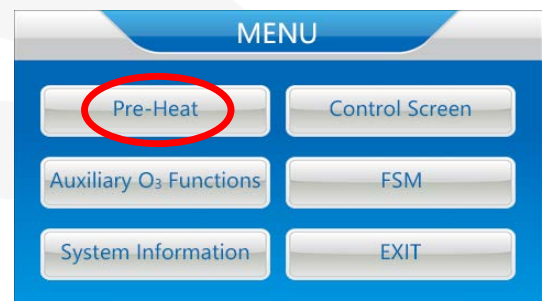 MENU
Pre-Heat
Control Screen
Auxiliary O₃ Functions
FSM
System Information
EXIT